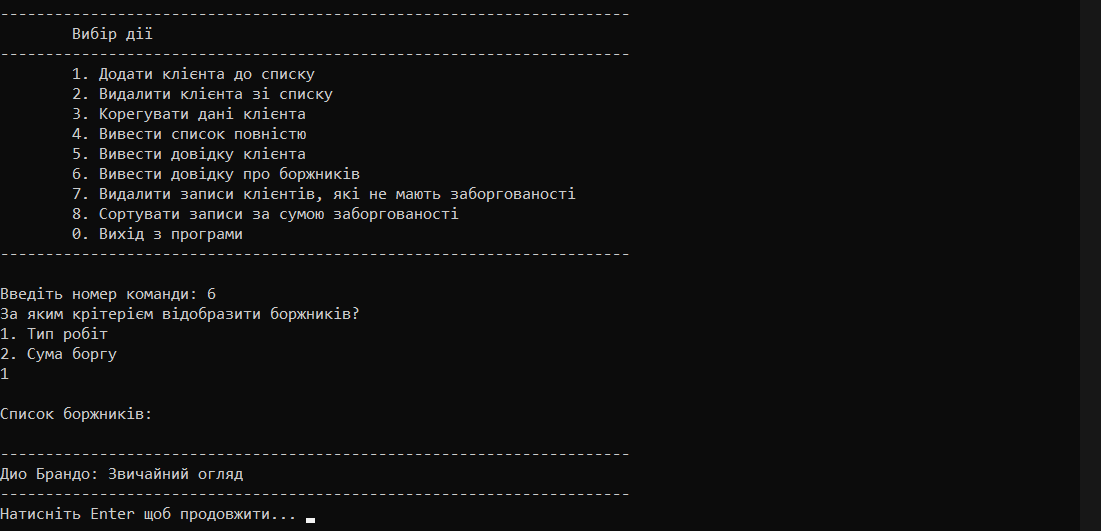 ----------------------------------------------------------------------
Вибір дії
----------------------------------------------------------------------
1. Додати клієнта до списку
2. Видалити клієнта зі списку
3. Корегувати дані клієнта
4. Вивести список повністю
5. Вивести довідку клієнта
6. Вивести довідку про боржників
7. Видалити записи клієнтів, які не мають заборгованості
8. Сортувати записи за сумою заборгованості
0. Вихід з програми
----------------------------------------------------------------------
Введіть номер команди: 6
За яким крітерієм відобразити боржників?
1. Тип робіт
2. Сума боргу
1
Список боржників:
----------------------------------------------------------------------
Дио Брандо: Звичайний огляд
----------------------------------------------------------------------
Натисніть Enter щоб продовжити...